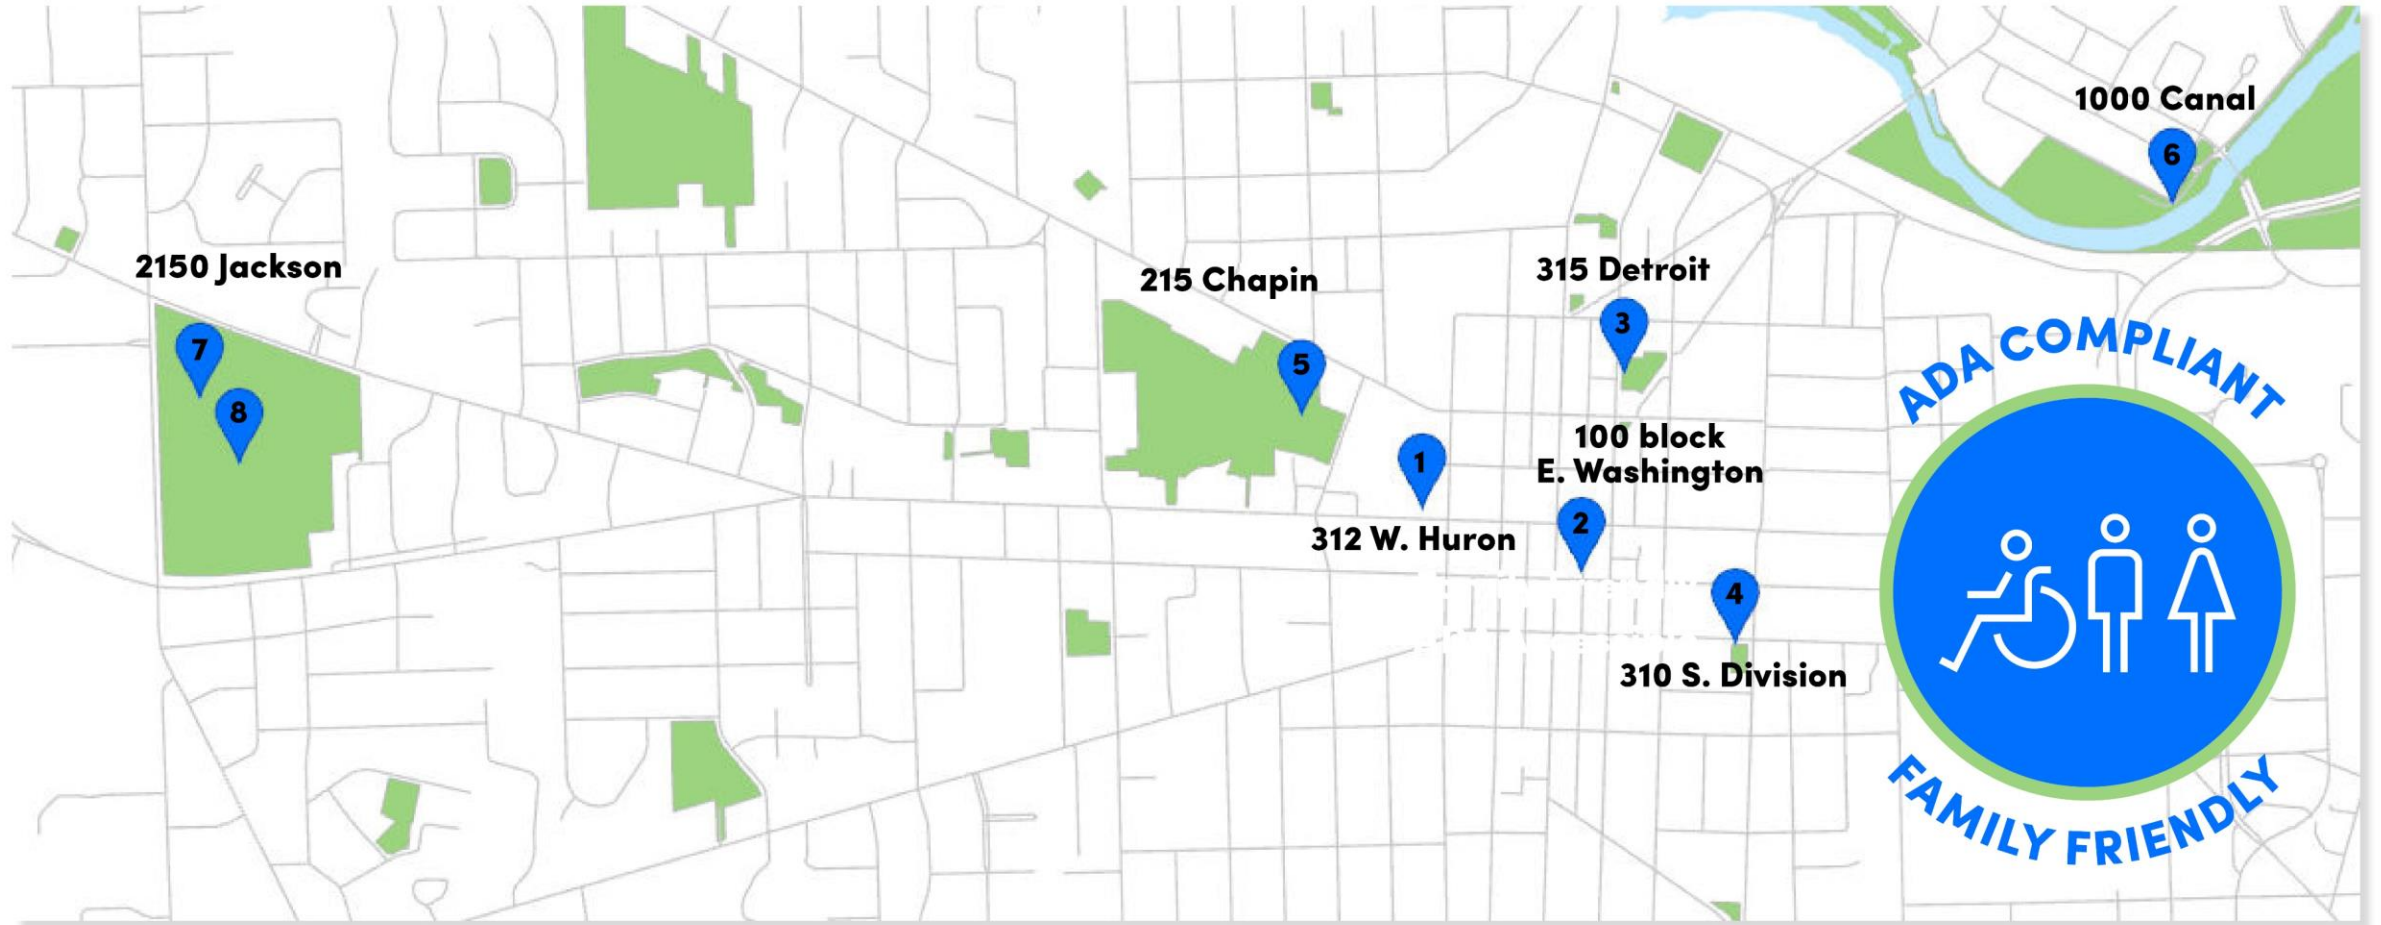 1000 Canal
6
2150 Jackson
7
8
215 Chapin
5
315 Detroit
3
1
312 W. Huron
100 block
E. Washington
2
4
310 S. Division
ADA COMPLIANT
FAMILY FRIENDLY